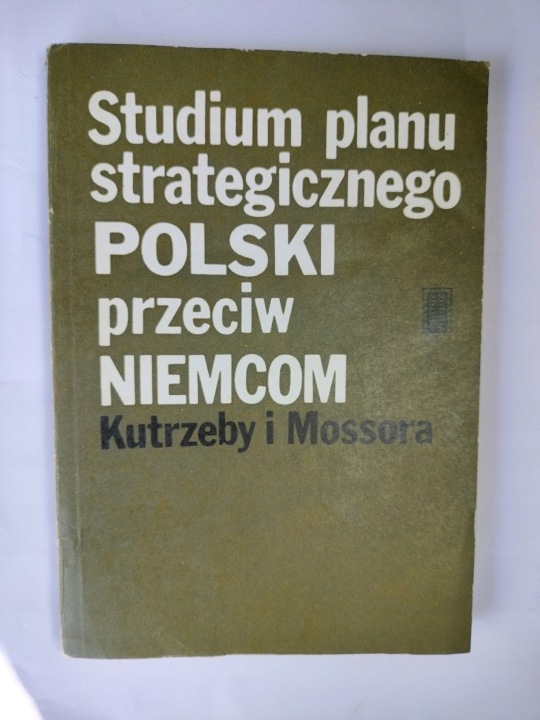 Studium planu
strategicznego
POLSKI
przeciw
NIEMCOM
Kutrzeby i Mossora